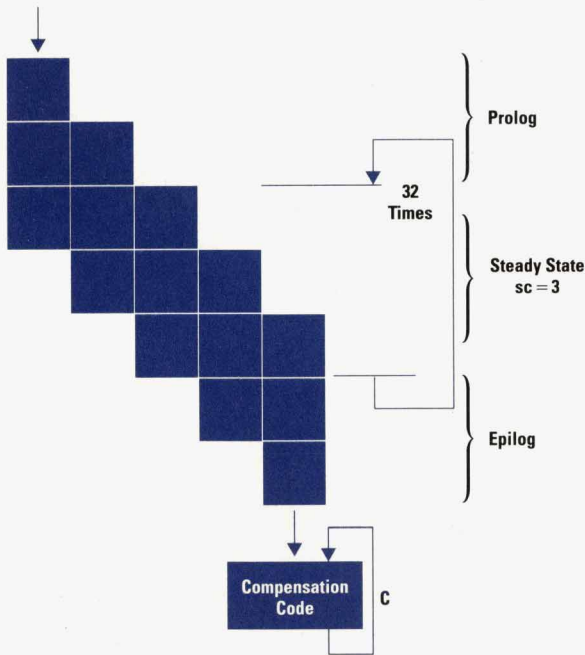 Prolog
32
Times
Steady State
sc = 3
Epilog
Compensation
Code
C